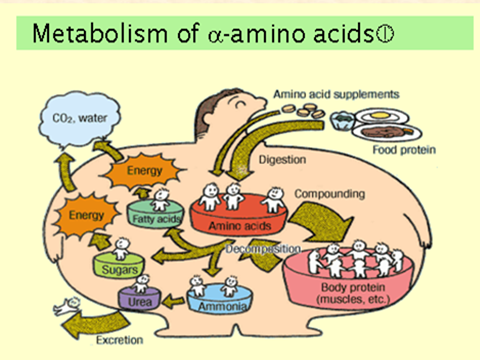 Metabolism of α-amino acids①
Amino acid supplements
CO₂, water
Food protein
Digestion
Energy
Compounding
Energy
Fatty acids
Amino acids
Decomposition
Sugars
Body protein
(muscles, etc.)
Urea
Ammonia
Excretion